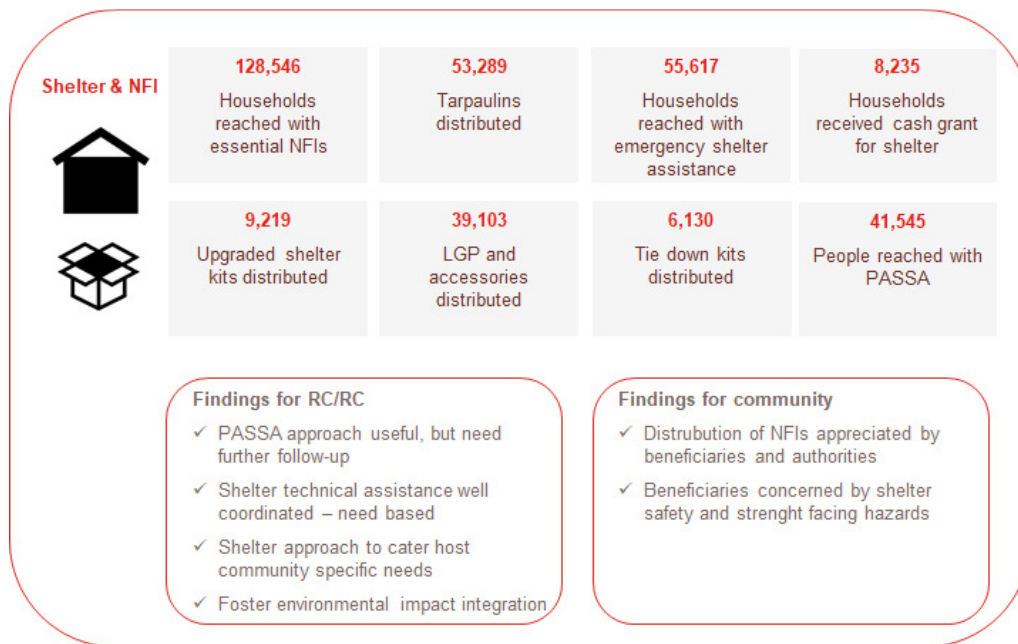 Shelter & NFI
128,546
Households
reached with
essential NFIs
53,289
Tarpaulins
distributed
55,617
Households
reached with
emergency shelter
assistance
8,235
Households
received cash grant
for shelter
9,219
Upgraded shelter
kits distributed
39,103
LGP and
accessories
distributed
6,130
Tie down kits
distributed
41,545
People reached with
PASSA
Findings for RC/RC
✓ PASSA approach useful, but need
further follow-up
✓ Shelter technical assistance well
coordinated – need based
✓ Shelter approach to cater host
community specific needs
✓ Foster environmental impact integration
Findings for community
✓ Distrubution of NFIs appreciated by
beneficiaries and authorities
✓ Beneficiaries concerned by shelter
safety and strenght facing hazards